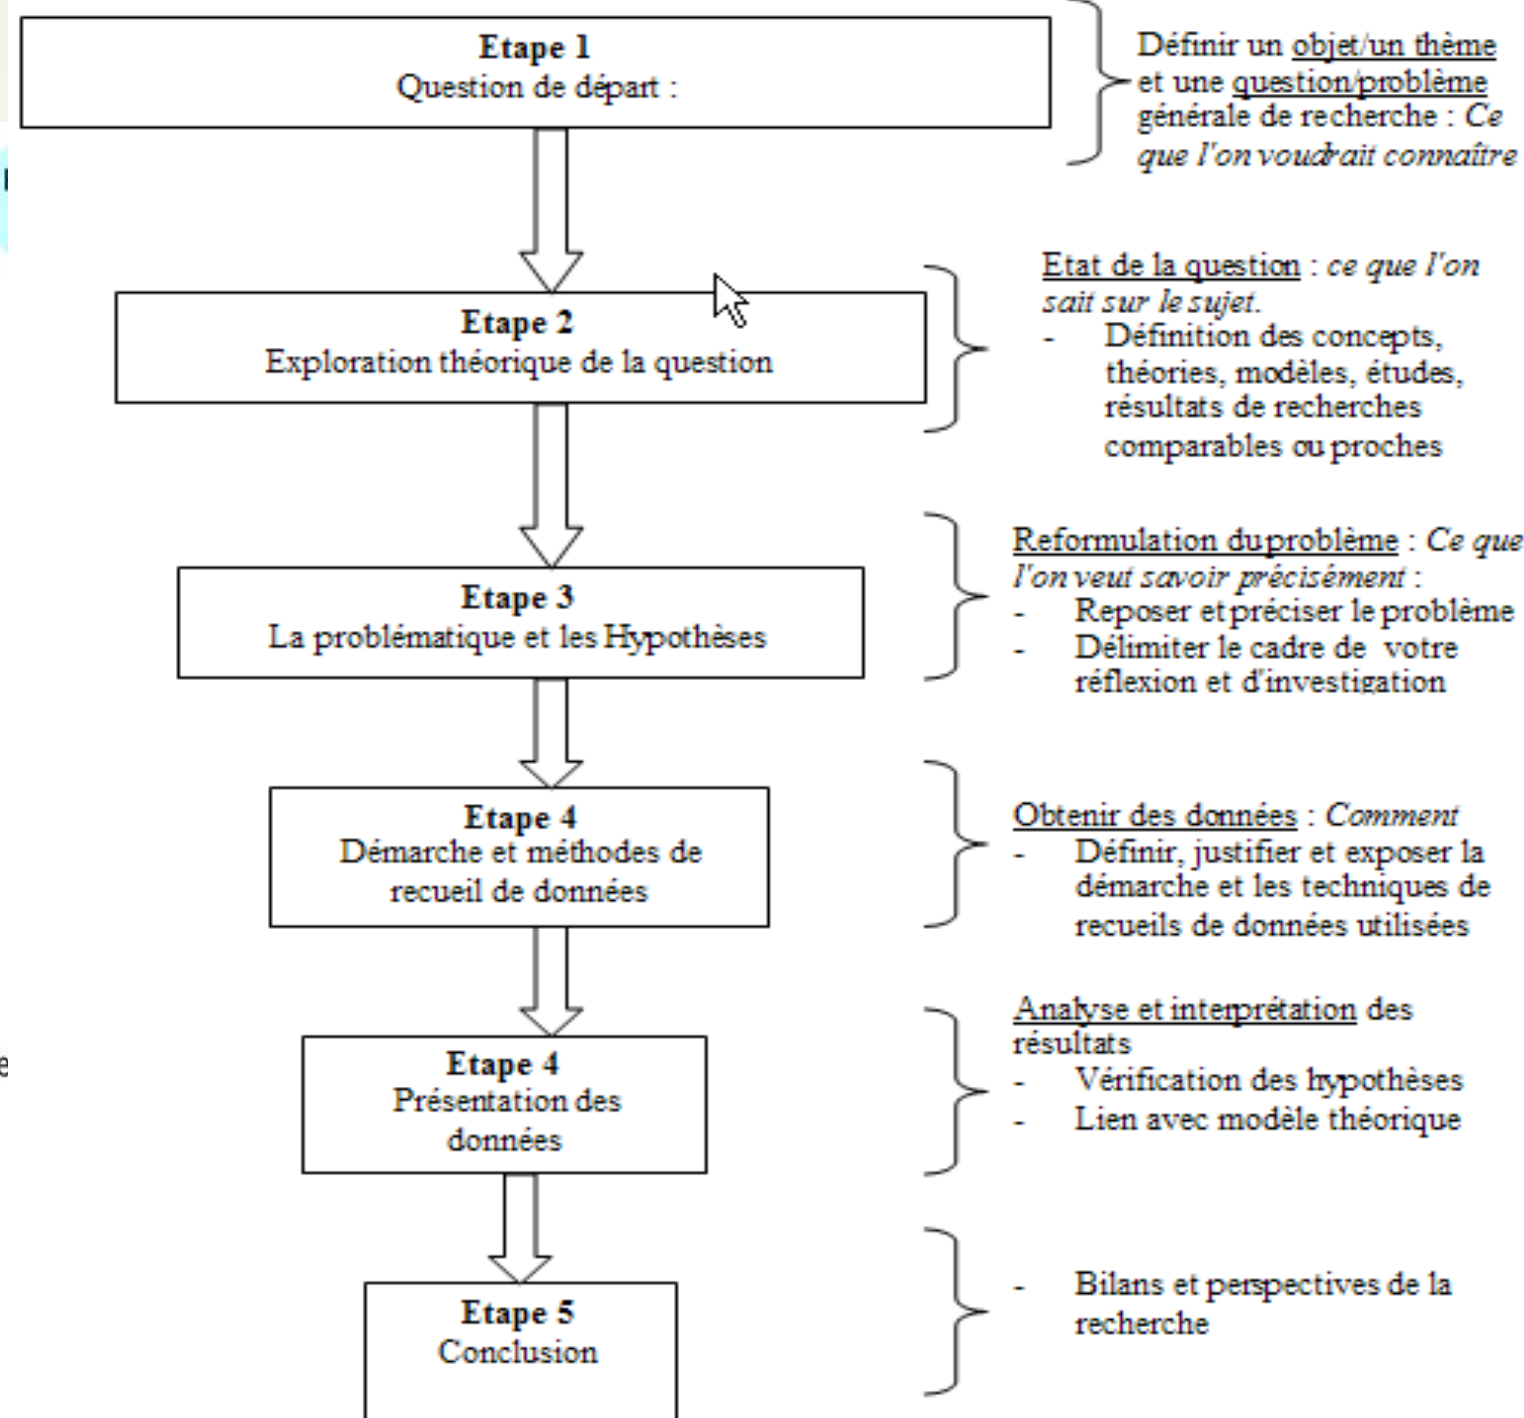 Etape 1
Question de départ :
Définir un objet/un thème
et une question/problème
générale de recherche : Ce
que l'on voudrait connaître
Etape 2
Exploration théorique de la question
Etat de la question : ce que l'on
sait sur le sujet.
- Définition des concepts,
théories, modèles, études,
résultats de recherches
comparables ou proches
Etape 3
La problématique et les Hypothèses
Reformulation du problème : Ce que
l'on veut savoir précisément :
- Reposer et préciser le problème
- Délimiter le cadre de votre
réflexion et d'investigation
Etape 4
Démarche et méthodes de
recueil de données
Obtenir des données : Comment
- Définir, justifier et exposer la
démarche et les techniques de
recueils de données utilisées
Etape 4
Présentation des
données
Analyse et interprétation des
résultats
- Vérification des hypothèses
- Lien avec modèle théorique
Etape 5
Conclusion
- Bilans et perspectives de la
recherche